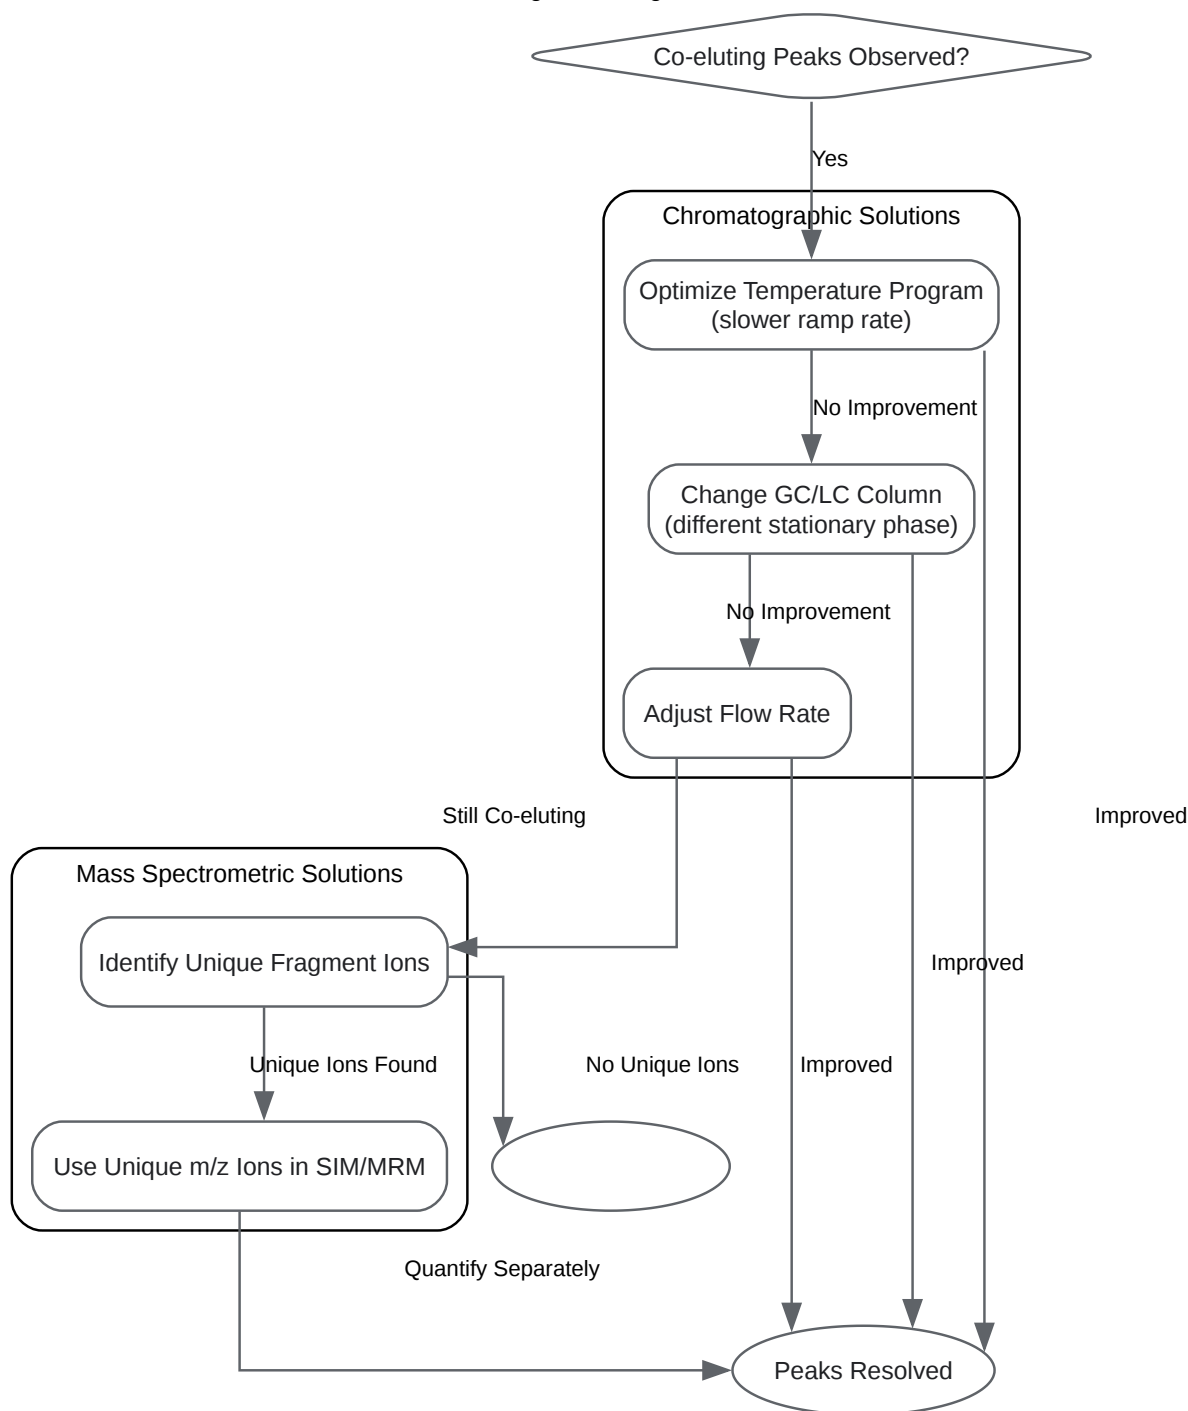 Co-eluting Peaks Observed?
Yes
Chromatographic Solutions
Optimize Temperature Program
(slower ramp rate)
No Improvement
Change GC/LC Column
(different stationary phase)
No Improvement
Adjust Flow Rate
Still Co-eluting
Improved
Mass Spectrometric Solutions
Identify Unique Fragment Ions
Improved
Unique Ions Found
No Unique Ions
Improved
Use Unique m/z Ions in SIM/MRM
Quantify Separately
Peaks Resolved